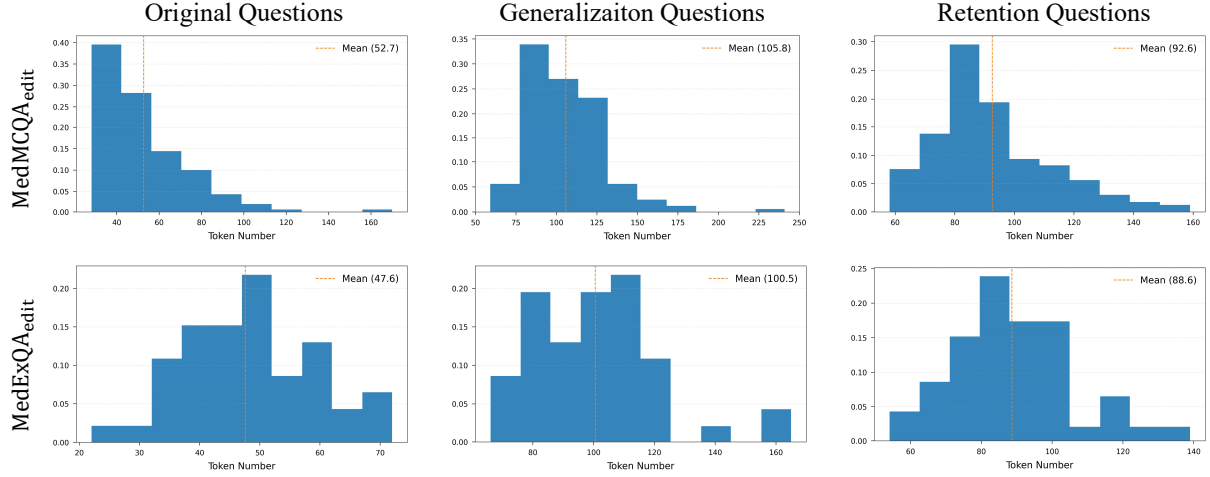 Original Questions
Generalizaiton Questions
Retention Questions
MedMCQA_edit
0.40
0.35
0.30
0.25
0.20
0.15
0.10
0.05
0.00
40 60 80 100 120 140 160
Token Number
Mean (52.7)
0.35
0.30
0.25
0.20
0.15
0.10
0.05
0.00
50 75 100 125 150 175 200 225 250
Token Number
Mean (105.8)
0.30
0.25
0.20
0.15
0.10
0.05
0.00
60 80 100 120 140 160
Token Number
Mean (92.6)
MedExQA_edit
0.20
0.15
0.10
0.05
0.00
20 30 40 50 60 70
Token Number
Mean (47.6)
0.20
0.15
0.10
0.05
0.00
80 100 120 140 160
Token Number
Mean (100.5)
0.25
0.20
0.15
0.10
0.05
0.00
60 80 100 120 140
Token Number
Mean (88.6)